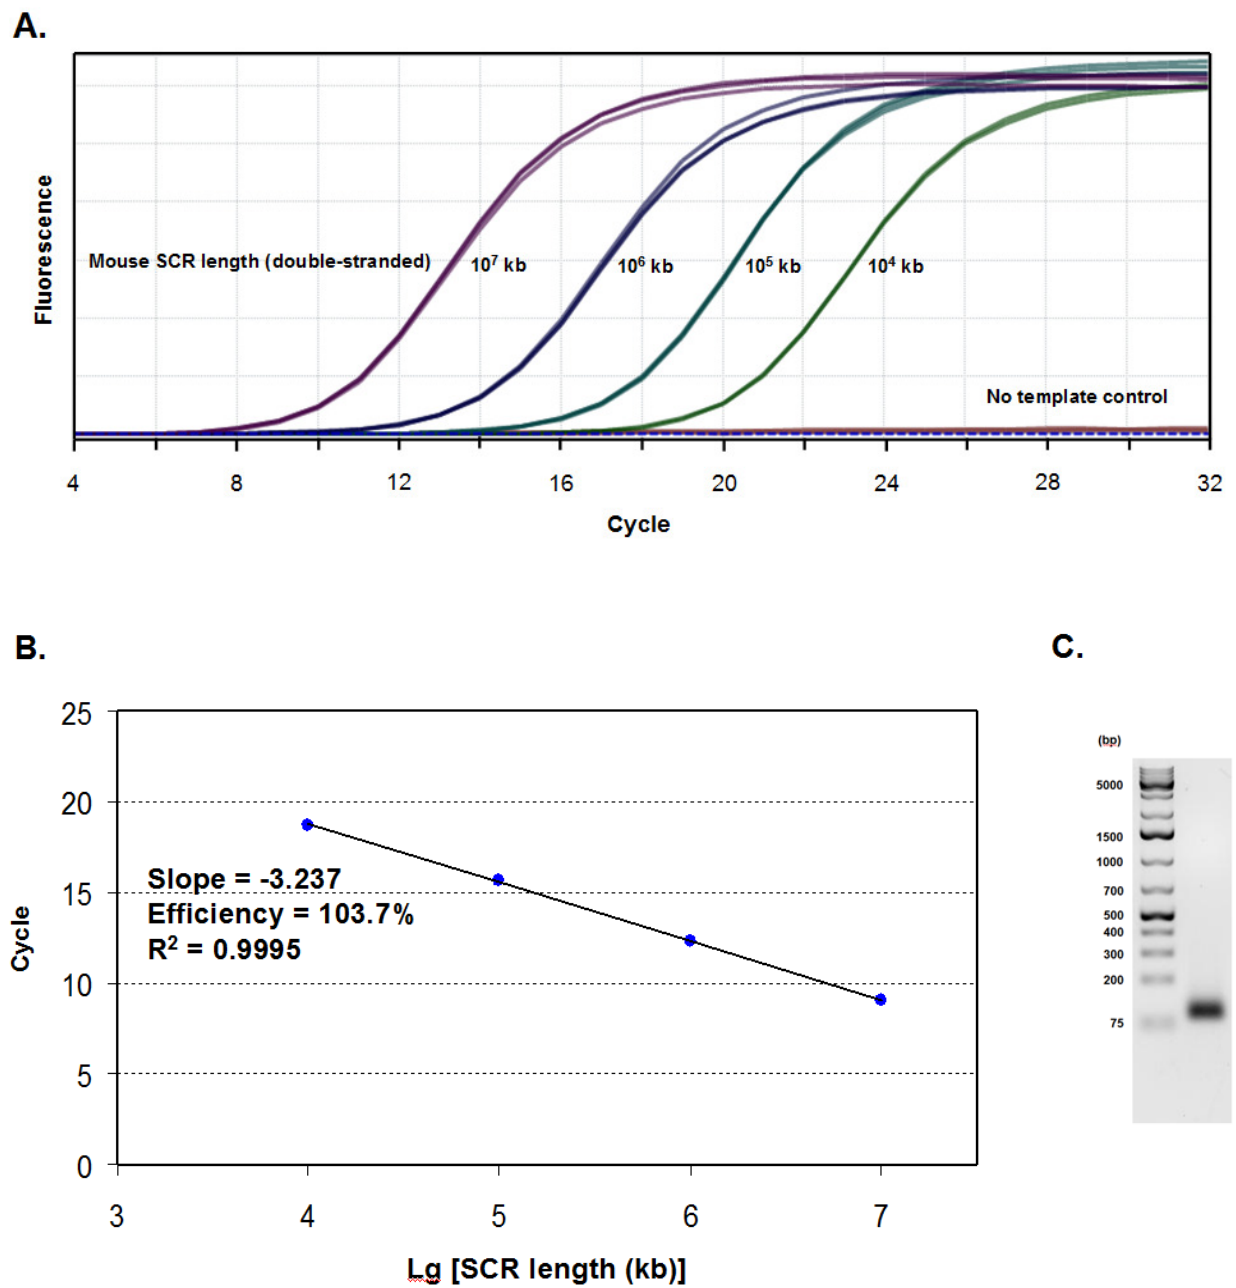 A.
Fluorescence
Mouse SCR length (double-stranded)
10⁷ kb
10⁶ kb
10⁵ kb
10⁴ kb
No template control
4 8 12 16 20 24 28 32
Cycle
B.
25
20
15
10
5
0
Cycle
Slope = -3.237
Efficiency = 103.7%
R² = 0.9995
3 4 5 6 7
Lg [SCR length (kb)]
C.
(bp)
5000
1500
1000
700
500
400
300
200
75